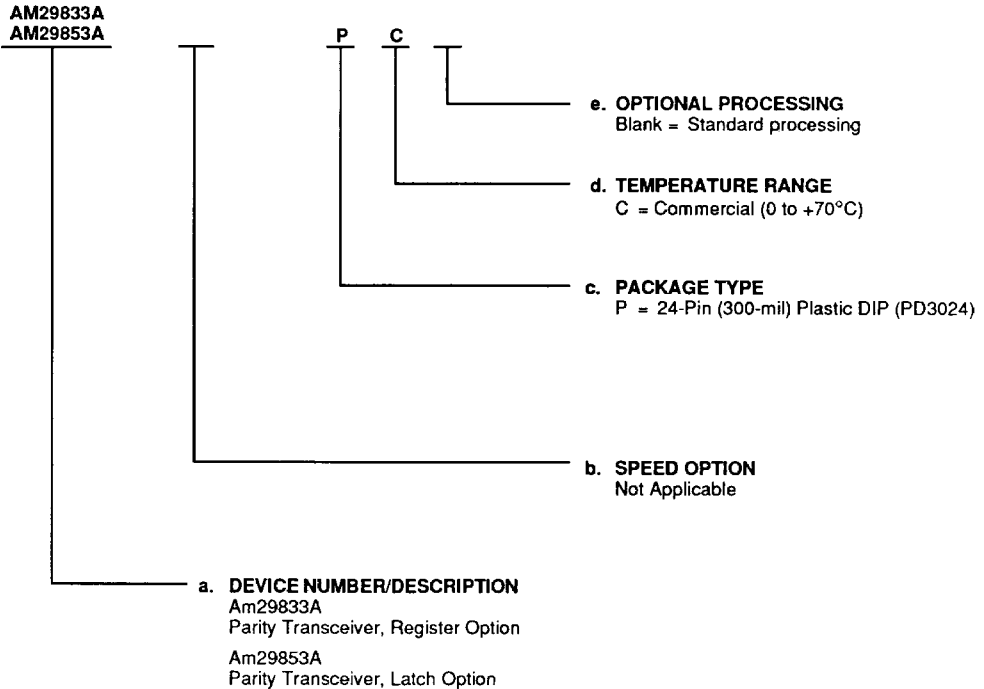 AM29833A
AM29853A
P C
e. OPTIONAL PROCESSING
Blank = Standard processing
d. TEMPERATURE RANGE
C = Commercial (0 to +70°C)
c. PACKAGE TYPE
P = 24-Pin (300-mil) Plastic DIP (PD3024)
b. SPEED OPTION
Not Applicable
a. DEVICE NUMBER/DESCRIPTION
Am29833A
Parity Transceiver, Register Option
Am29853A
Parity Transceiver, Latch Option